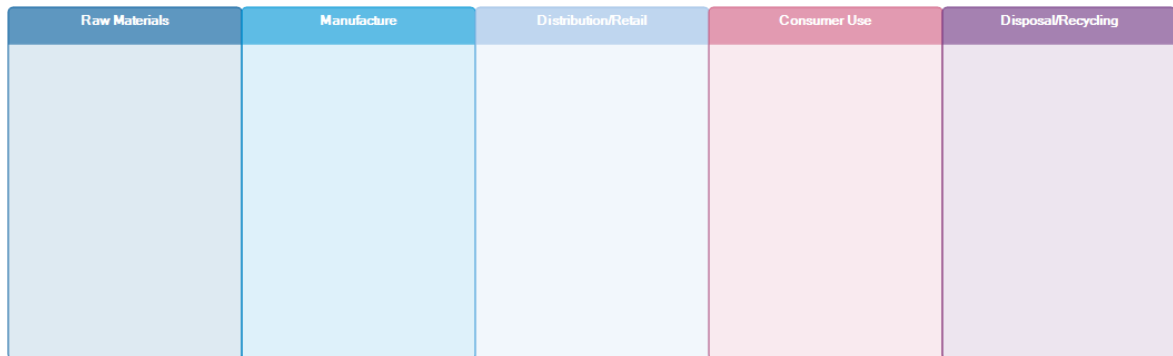 Raw Materials
Manufacture
Distribution/Retail
Consumer Use
Disposal/Recycling